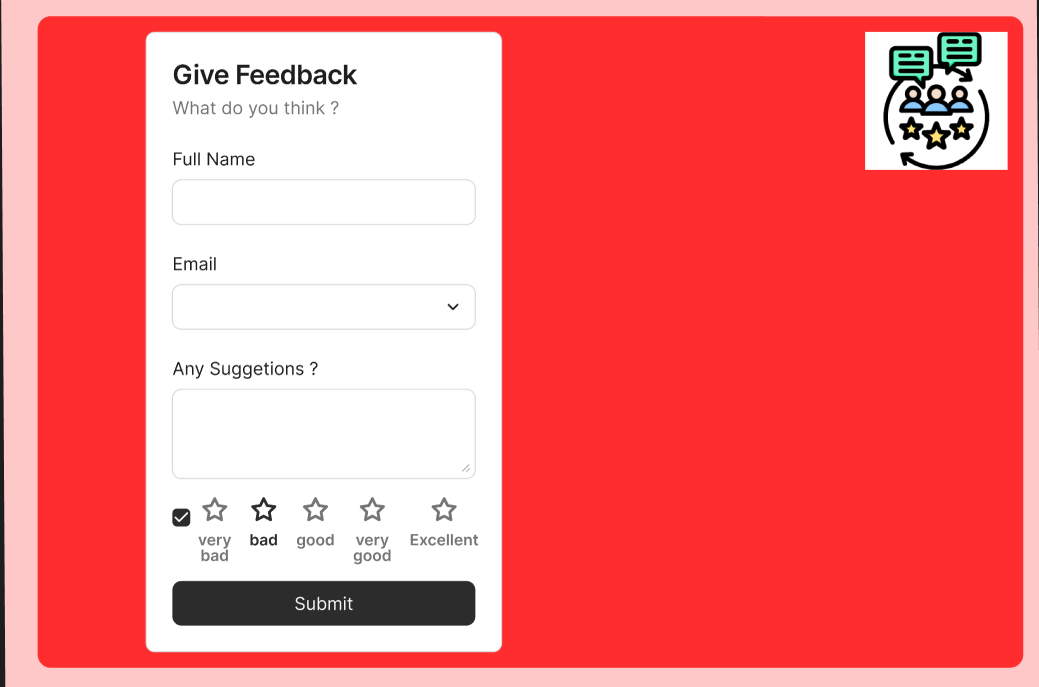 Give Feedback
What do you think ?
Full Name
Email
Any Suggetions ?
very bad good very Excellent
bad good
Submit